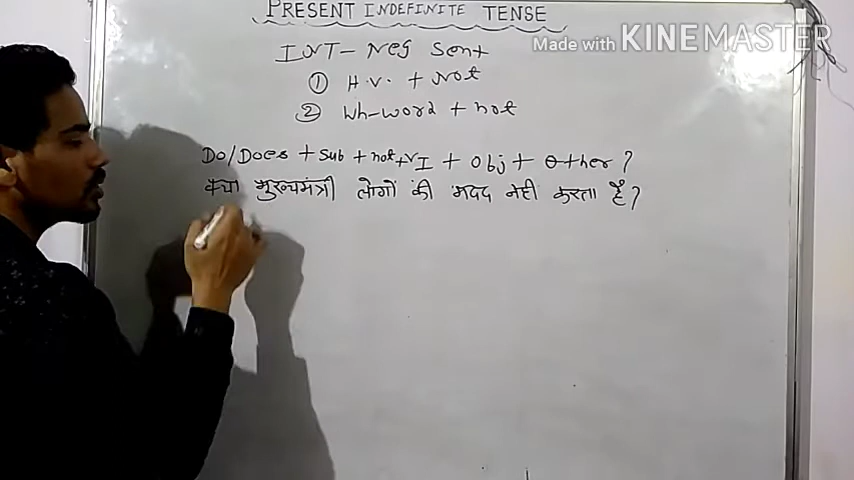 PRESENT INDEFINITE TENSE
Made with KINEMASTER
INT- Neg Sent
① H.V. + Not
② Wh-word + not
Do/Does + Sub + not + V I + Obj + Other ?
क्या मुख्यमंत्री लोगों की मदद नहीं करता है ?